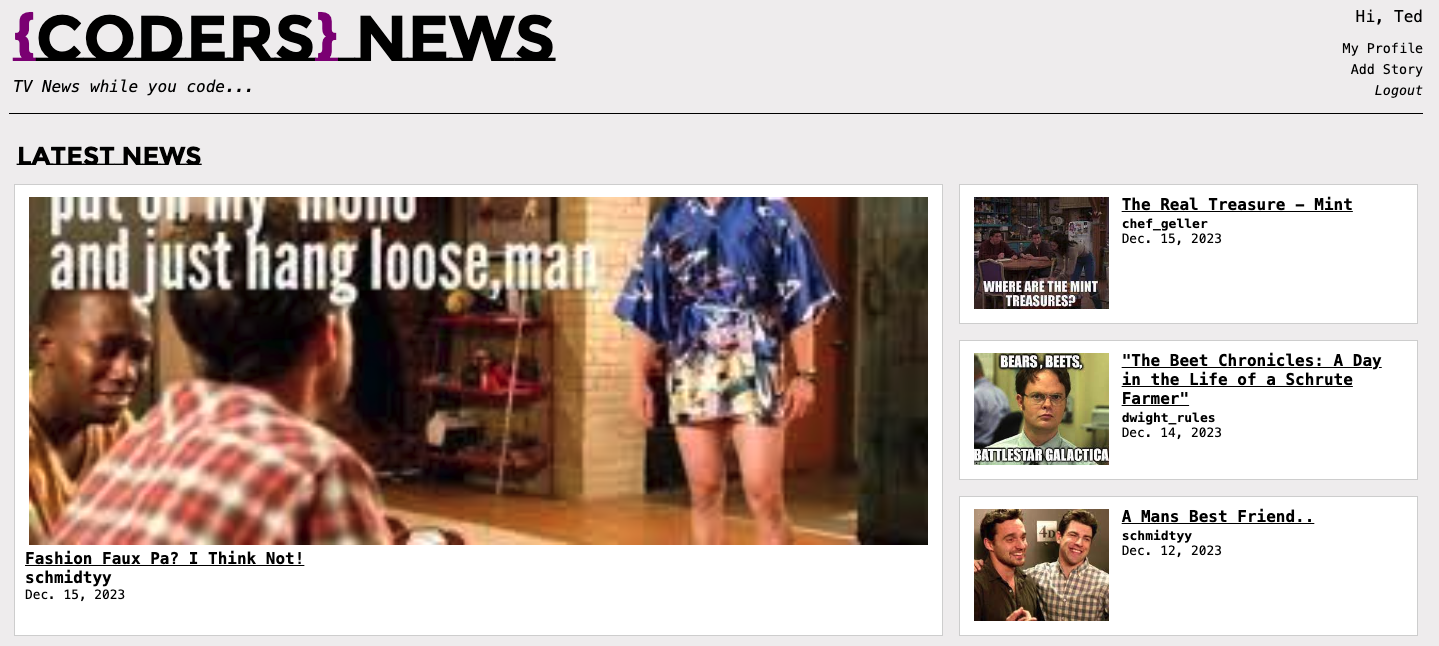 {CODERS} NEWS
TV News while you code...
Hi, Ted
My Profile
Add Story
Logout
LATEST NEWS
put on my mono
and just hang loose,man
Fashion Faux Pa? I Think Not!
schmidtyy
Dec. 15, 2023
WHERE ARE THE MINT
TREASURES?
The Real Treasure – Mint
chef_geller
Dec. 15, 2023
BEARS, BEETS,
BATTLESTAR GALACTICA
"The Beet Chronicles: A Day
in the Life of a Schrute
Farmer"
dwight_rules
Dec. 14, 2023
4D
A Mans Best Friend..
schmidtyy
Dec. 12, 2023